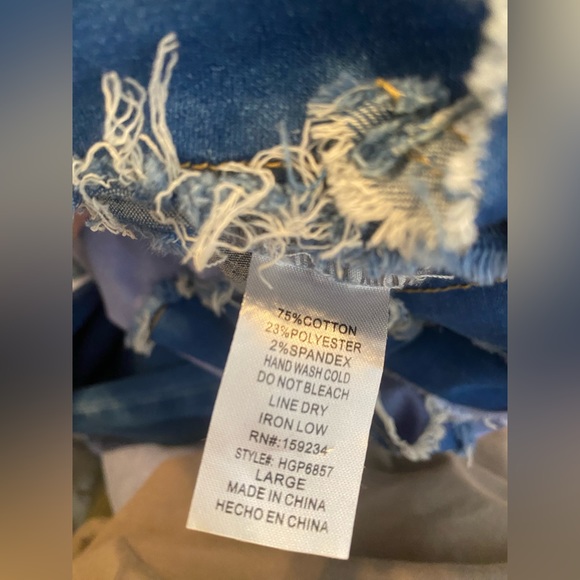 75%COTTON
23%POLYESTER
2%SPANDEX
HAND WASH COLD
DO NOT BLEACH
LINE DRY
IRON LOW
RN#:159234
STYLE#: HGP6857
LARGE
MADE IN CHINA
HECHO EN CHINA